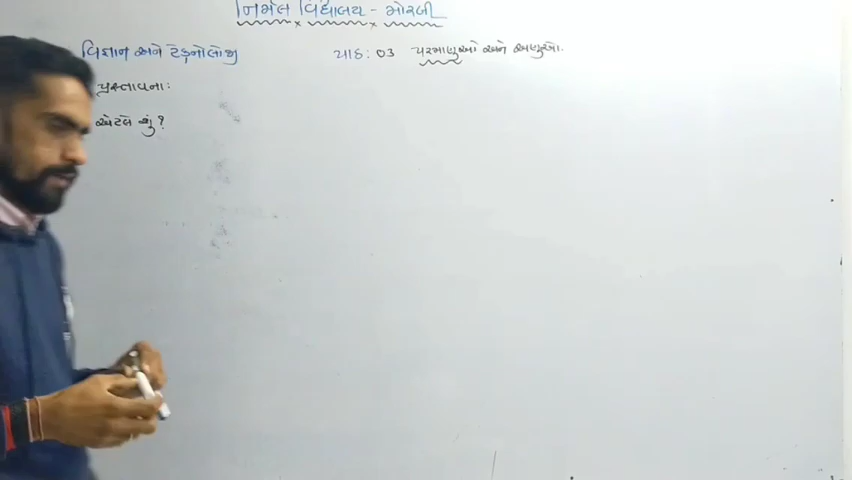 નિર્મલ વિદ્યાલય - મોરબી
વિજ્ઞાન અને ટેક્નોલોજી પાઠ : 03 પરમાણુઓ અને અણુઓ.
પ્રસ્તાવના :
એટલે શું ?